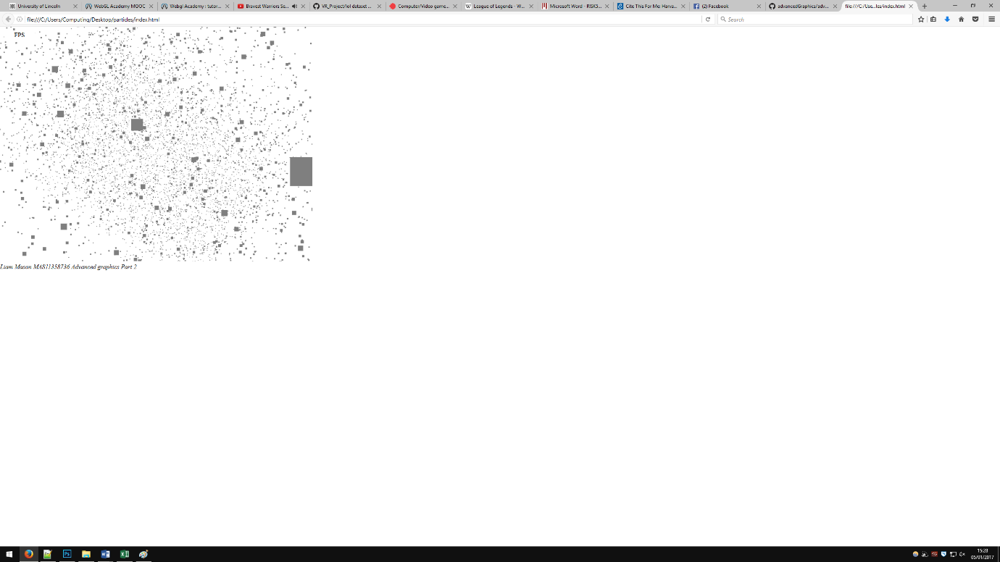 University of Lincoln
WebGL Academy MOOC
Webgl Academy : tutor...
Bravest Warriors Se...
VR_Project/lol dataset ...
Computer/Video game...
League of Legends - W...
Microsoft Word - RISK3...
Cite This For Me: Harva...
(2) Facebook
advancedGraphics/adv...
file:///C:/Use...les/index.html
file:///C:/Users/Computing/Desktop/particles/index.html
Search
FPS
Liam Mason MAS11358736 Advanced graphics Part 2
15:28
05/01/2017